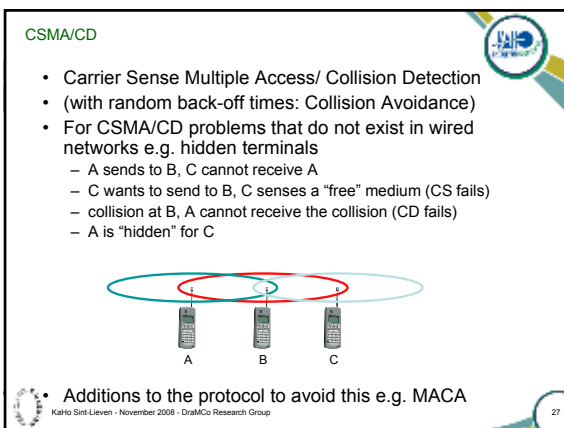 CSMA/CD
KAHO
• Carrier Sense Multiple Access/ Collision Detection
• (with random back-off times: Collision Avoidance)
• For CSMA/CD problems that do not exist in wired
networks e.g. hidden terminals
– A sends to B, C cannot receive A
– C wants to send to B, C senses a “free” medium (CS fails)
– collision at B, A cannot receive the collision (CD fails)
– A is “hidden” for C
A B C
• Additions to the protocol to avoid this e.g. MACA
KaHo Sint-Lieven - November 2008 - DraMCo Research Group
27